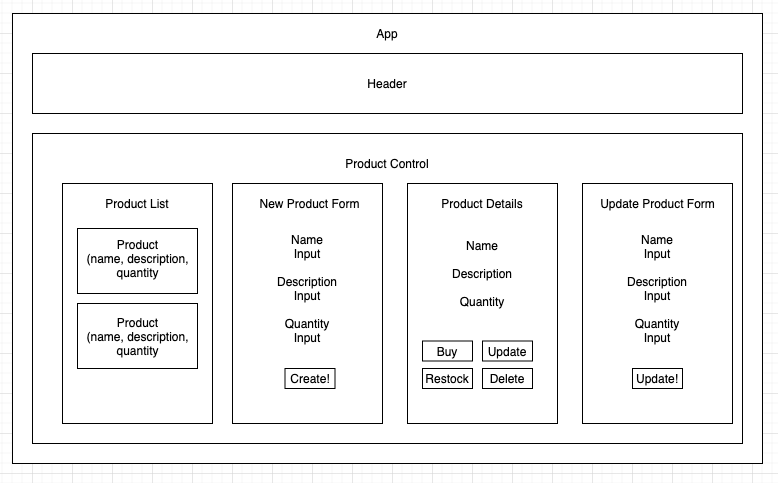 App
Header
Product Control
Product List
Product
(name, description,
quantity
Product
(name, description,
quantity
New Product Form
Name
Input
Description
Input
Quantity
Input
Create!
Product Details
Name
Description
Quantity
Buy
Update
Restock
Delete
Update Product Form
Name
Input
Description
Input
Quantity
Input
Update!